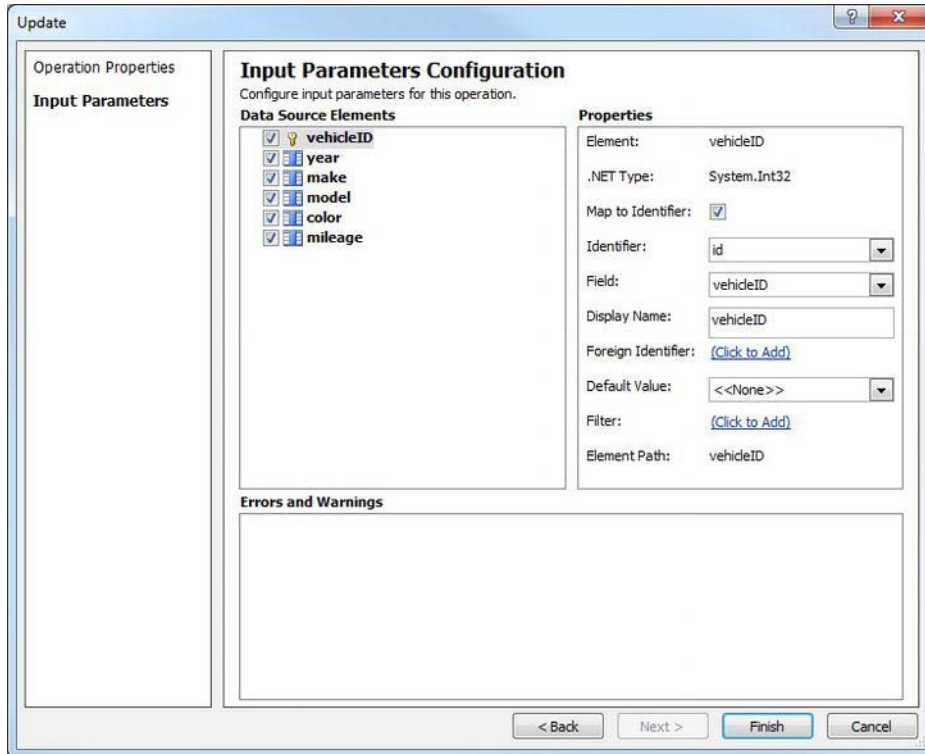 Update
Operation Properties
Input Parameters
Input Parameters Configuration
Configure input parameters for this operation.
Data Source Elements
vehicleID
year
make
model
color
mileage
Properties
Element: vehicleID
.NET Type: System.Int32
Map to Identifier:
Identifier: id
Field: vehicleID
Display Name: vehicleID
Foreign Identifier: (Click to Add)
Default Value: <<None>>
Filter: (Click to Add)
Element Path: vehicleID
Errors and Warnings
< Back Next > Finish Cancel